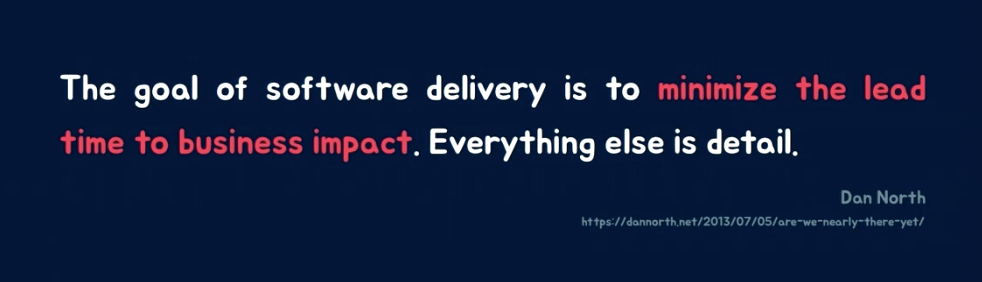 The goal of software delivery is to minimize the lead
time to business impact. Everything else is detail.
Dan North
https://dannorth.net/2013/07/05/are-we-nearly-there-yet/